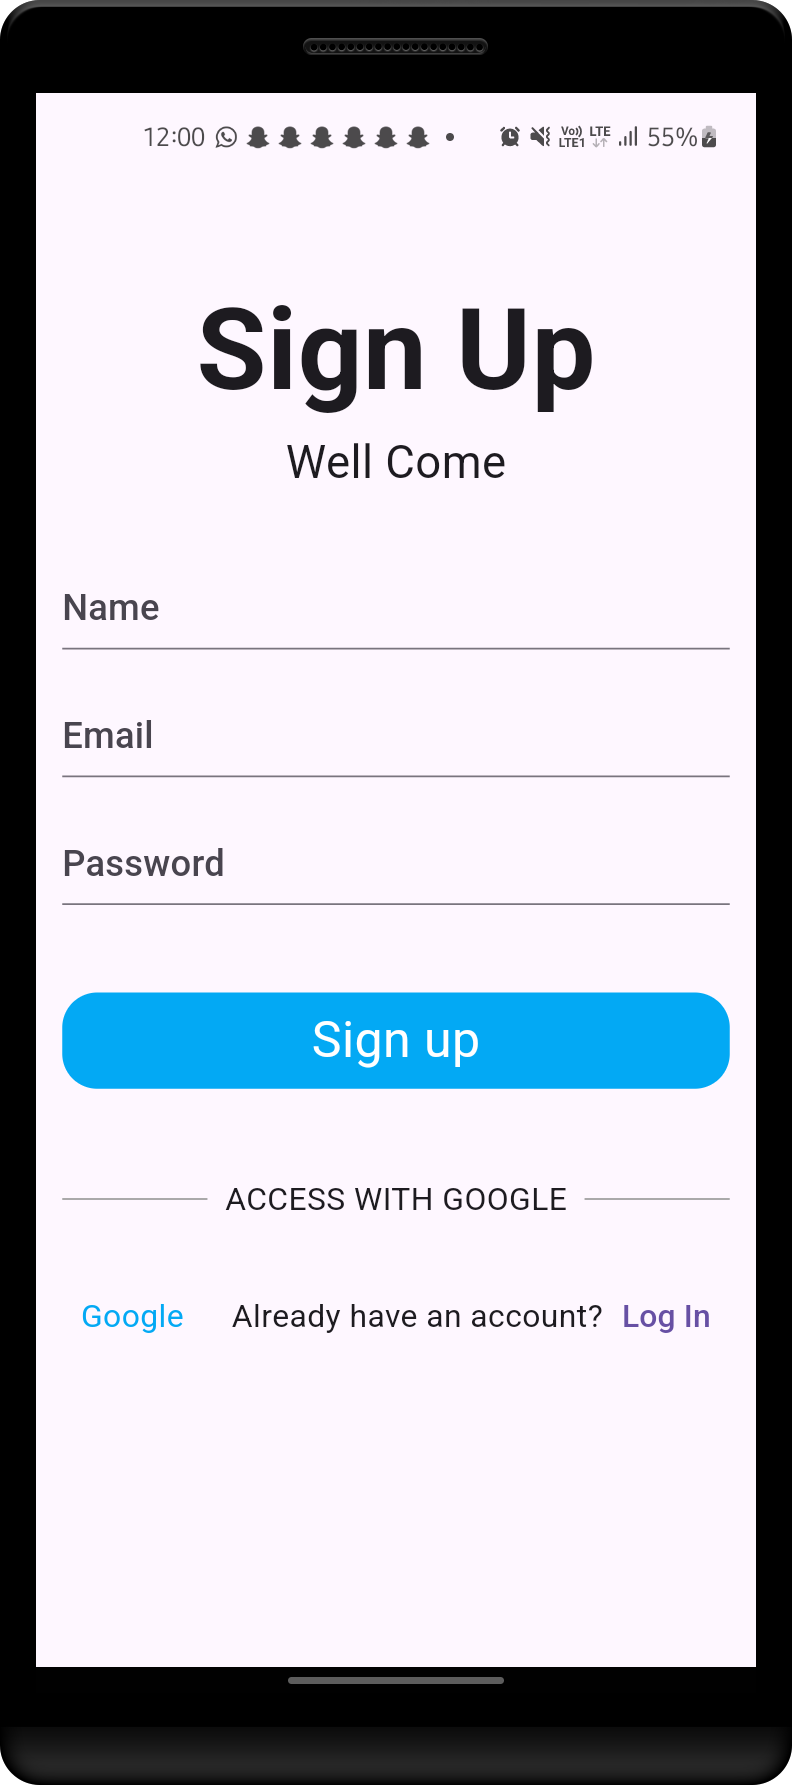 12:00 Vo)) LTE1 LTE 55%
Sign Up
Well Come
Name
Email
Password
Sign up
ACCESS WITH GOOGLE
Google Already have an account? Log In